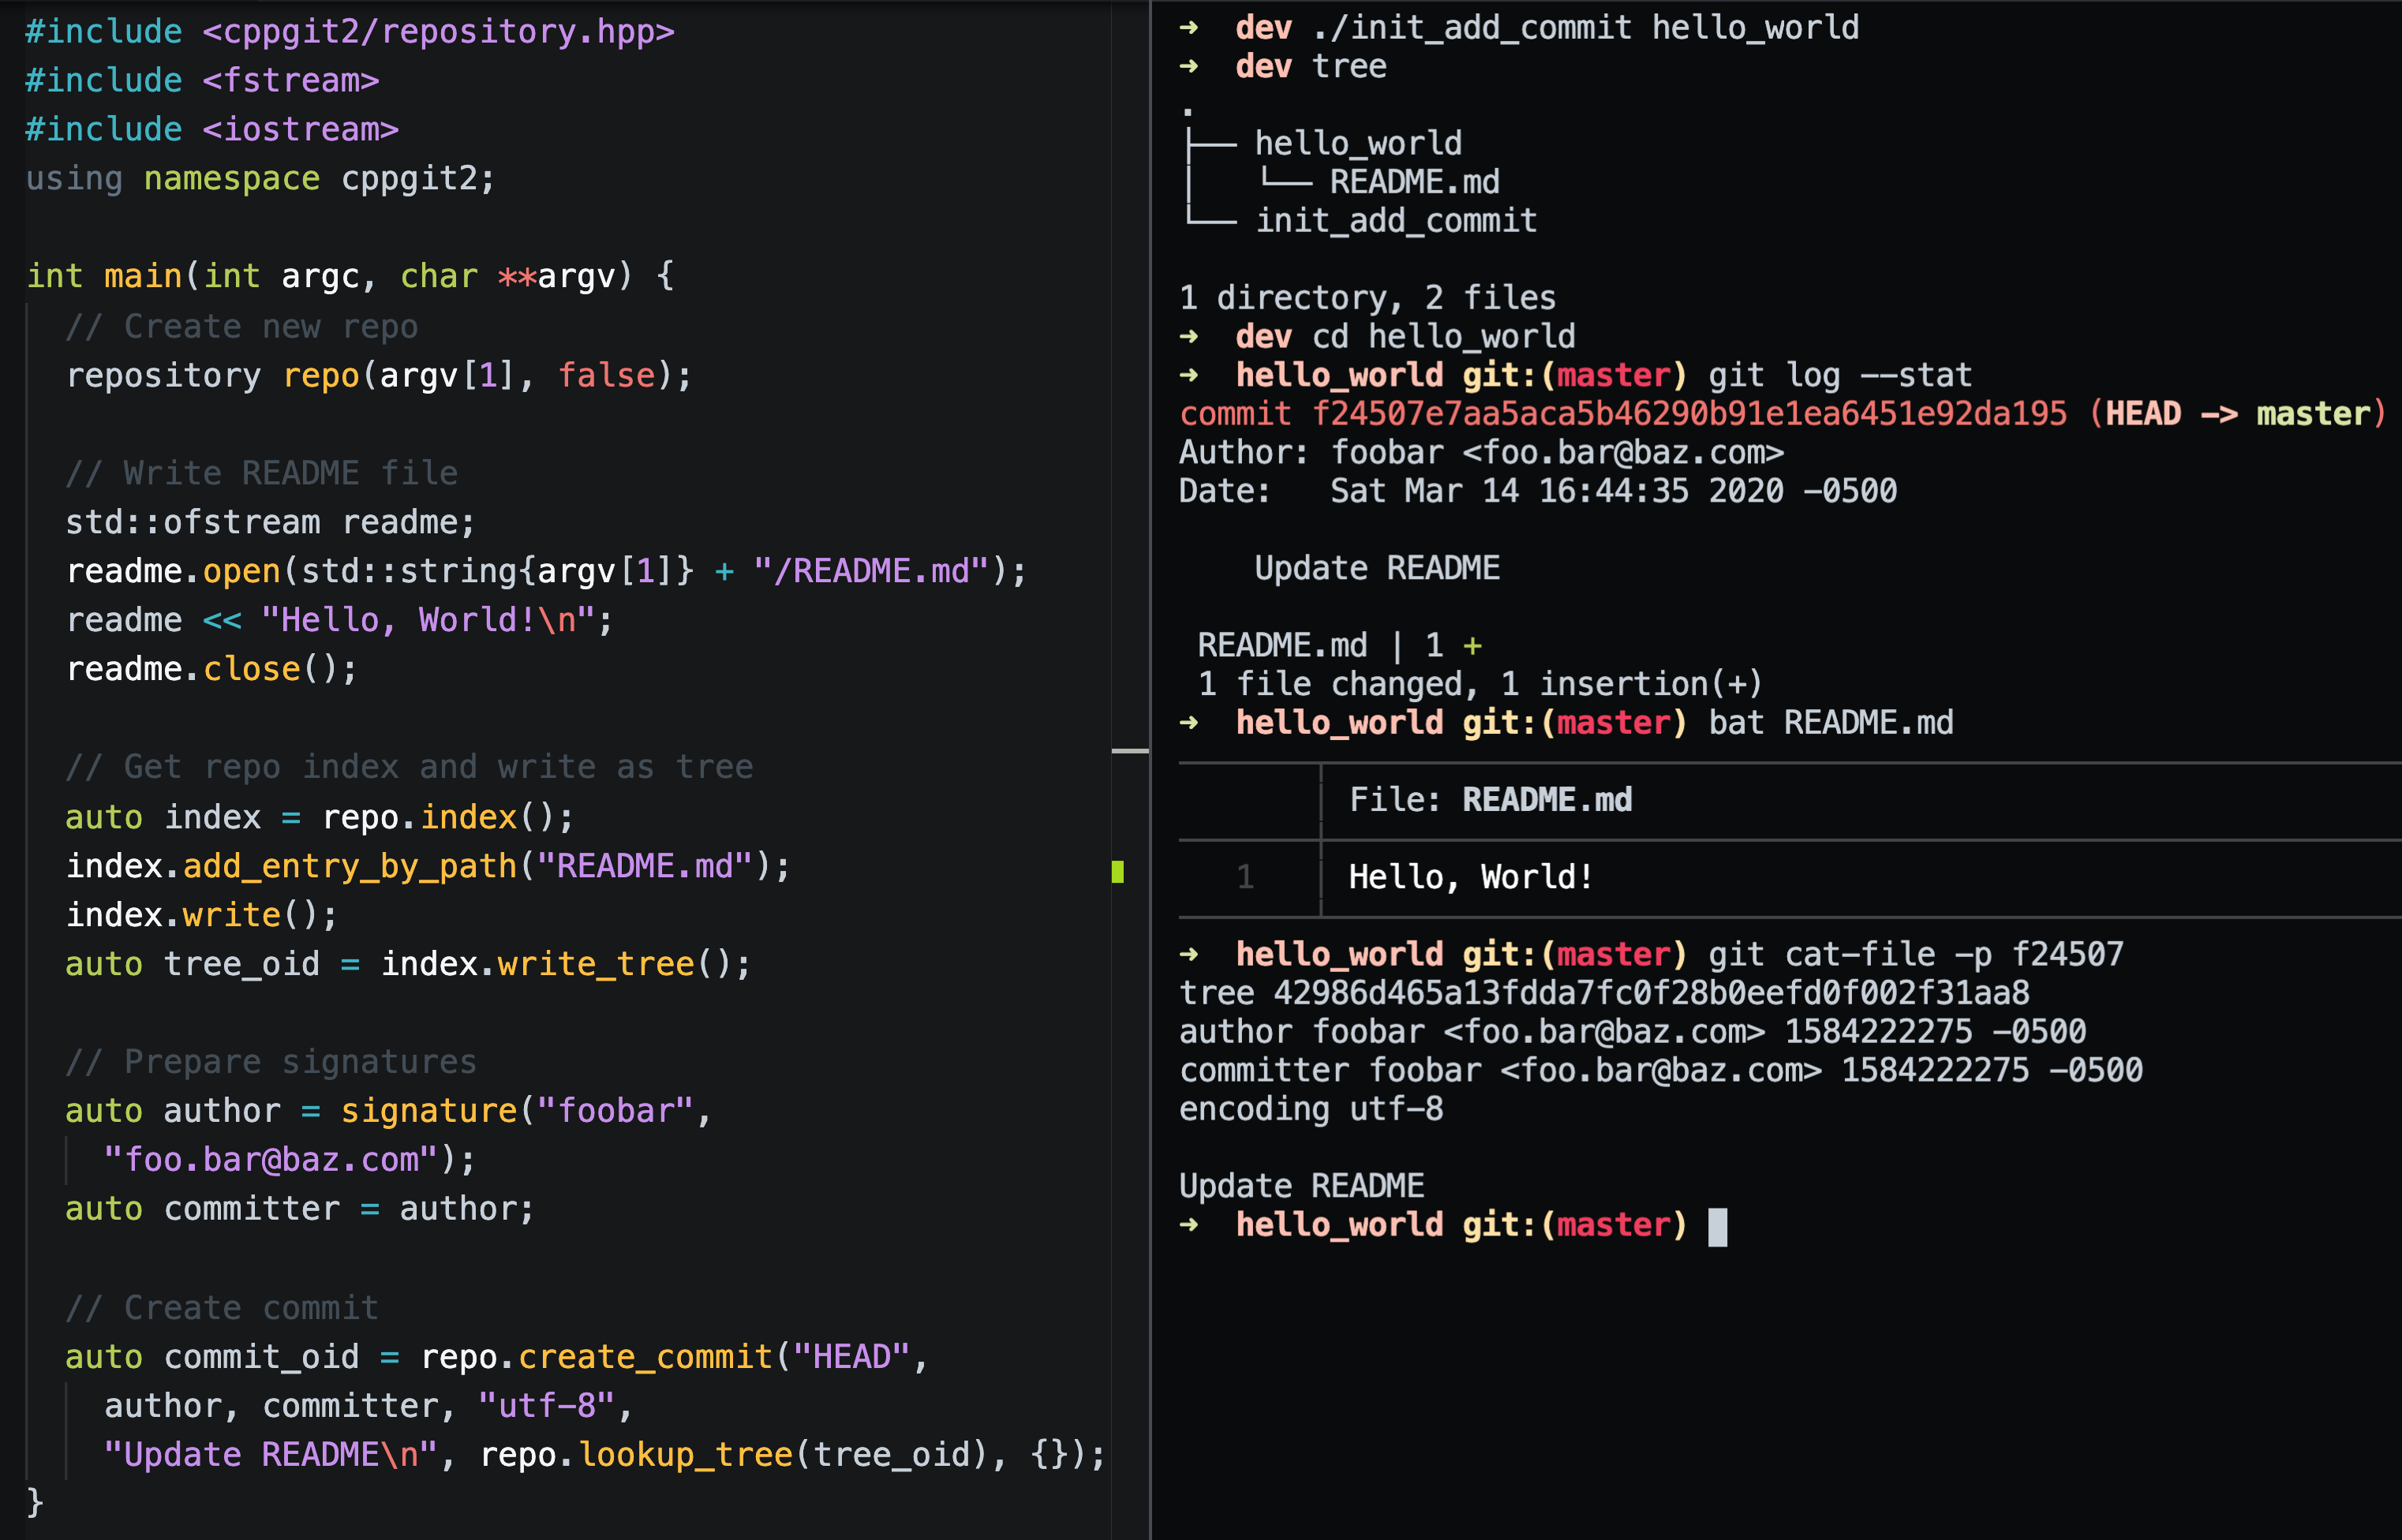 #include <cppgit2/repository.hpp>
#include <fstream>
#include <iostream>
using namespace cppgit2;

int main(int argc, char **argv) {
  // Create new repo
  repository repo(argv[1], false);

  // Write README file
  std::ofstream readme;
  readme.open(std::string{argv[1]} + "/README.md");
  readme << "Hello, World!\n";
  readme.close();

  // Get repo index and write as tree
  auto index = repo.index();
  index.add_entry_by_path("README.md");
  index.write();
  auto tree_oid = index.write_tree();

  // Prepare signatures
  auto author = signature("foobar",
    "foo.bar@baz.com");
  auto committer = author;

  // Create commit
  auto commit_oid = repo.create_commit("HEAD",
    author, committer, "utf-8",
    "Update README\n", repo.lookup_tree(tree_oid), {});
}
➜  dev ./init_add_commit hello_world
➜  dev tree
.
├── hello_world
│   └── README.md
└── init_add_commit

1 directory, 2 files
➜  dev cd hello_world
➜  hello_world git:(master) git log --stat
commit f24507e7aa5aca5b46290b91e1ea6451e92da195 (HEAD -> master)
Author: foobar <foo.bar@baz.com>
Date:   Sat Mar 14 16:44:35 2020 -0500

    Update README

 README.md | 1 +
 1 file changed, 1 insertion(+)
➜  hello_world git:(master) bat README.md
File: README.md
1 Hello, World!
➜  hello_world git:(master) git cat-file -p f24507
tree 42986d465a13fdda7fc0f28b0eefd0f002f31aa8
author foobar <foo.bar@baz.com> 1584222275 -0500
committer foobar <foo.bar@baz.com> 1584222275 -0500
encoding utf-8

Update README
➜  hello_world git:(master)